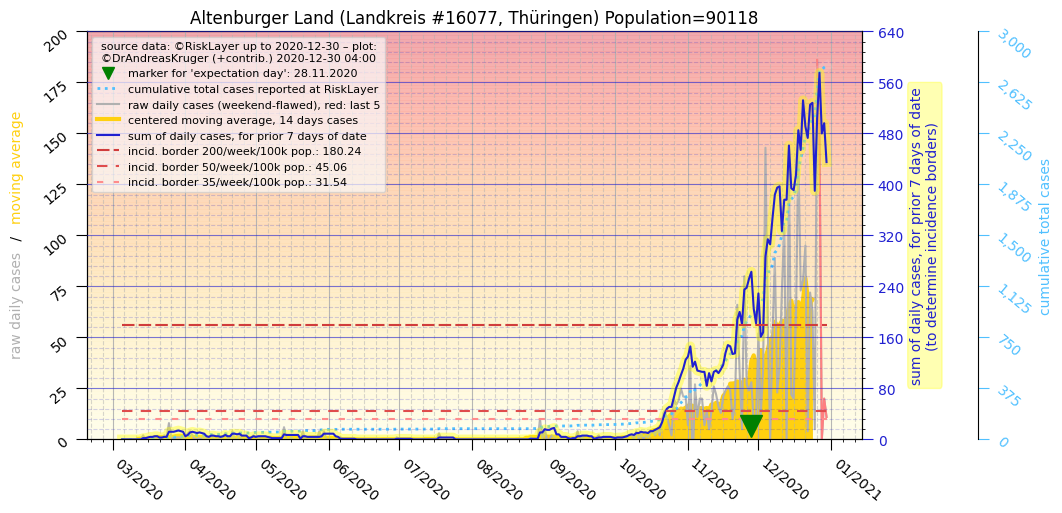 Altenburger Land (Landkreis #16077, Thüringen) Population=90118
source data: ©RiskLayer up to 2020-12-30 – plot:
©DrAndreasKruger (+contrib.) 2020-12-30 04:00
marker for 'expectation day': 28.11.2020
cumulative total cases reported at RiskLayer
raw daily cases (weekend-flawed), red: last 5
centered moving average, 14 days cases
sum of daily cases, for prior 7 days of date
incid. border 200/week/100k pop.: 180.24
incid. border 50/week/100k pop.: 45.06
incid. border 35/week/100k pop.: 31.54
raw daily cases / moving average
200
175
150
125
100
75
50
25
0
03/2020
04/2020
05/2020
06/2020
07/2020
08/2020
09/2020
10/2020
11/2020
12/2020
01/2021
640
560
480
400
320
240
160
80
0
sum of daily cases, for prior 7 days of date
(to determine incidence borders)
3,000
2,625
2,250
1,875
1,500
1,125
750
375
0
cumulative total cases